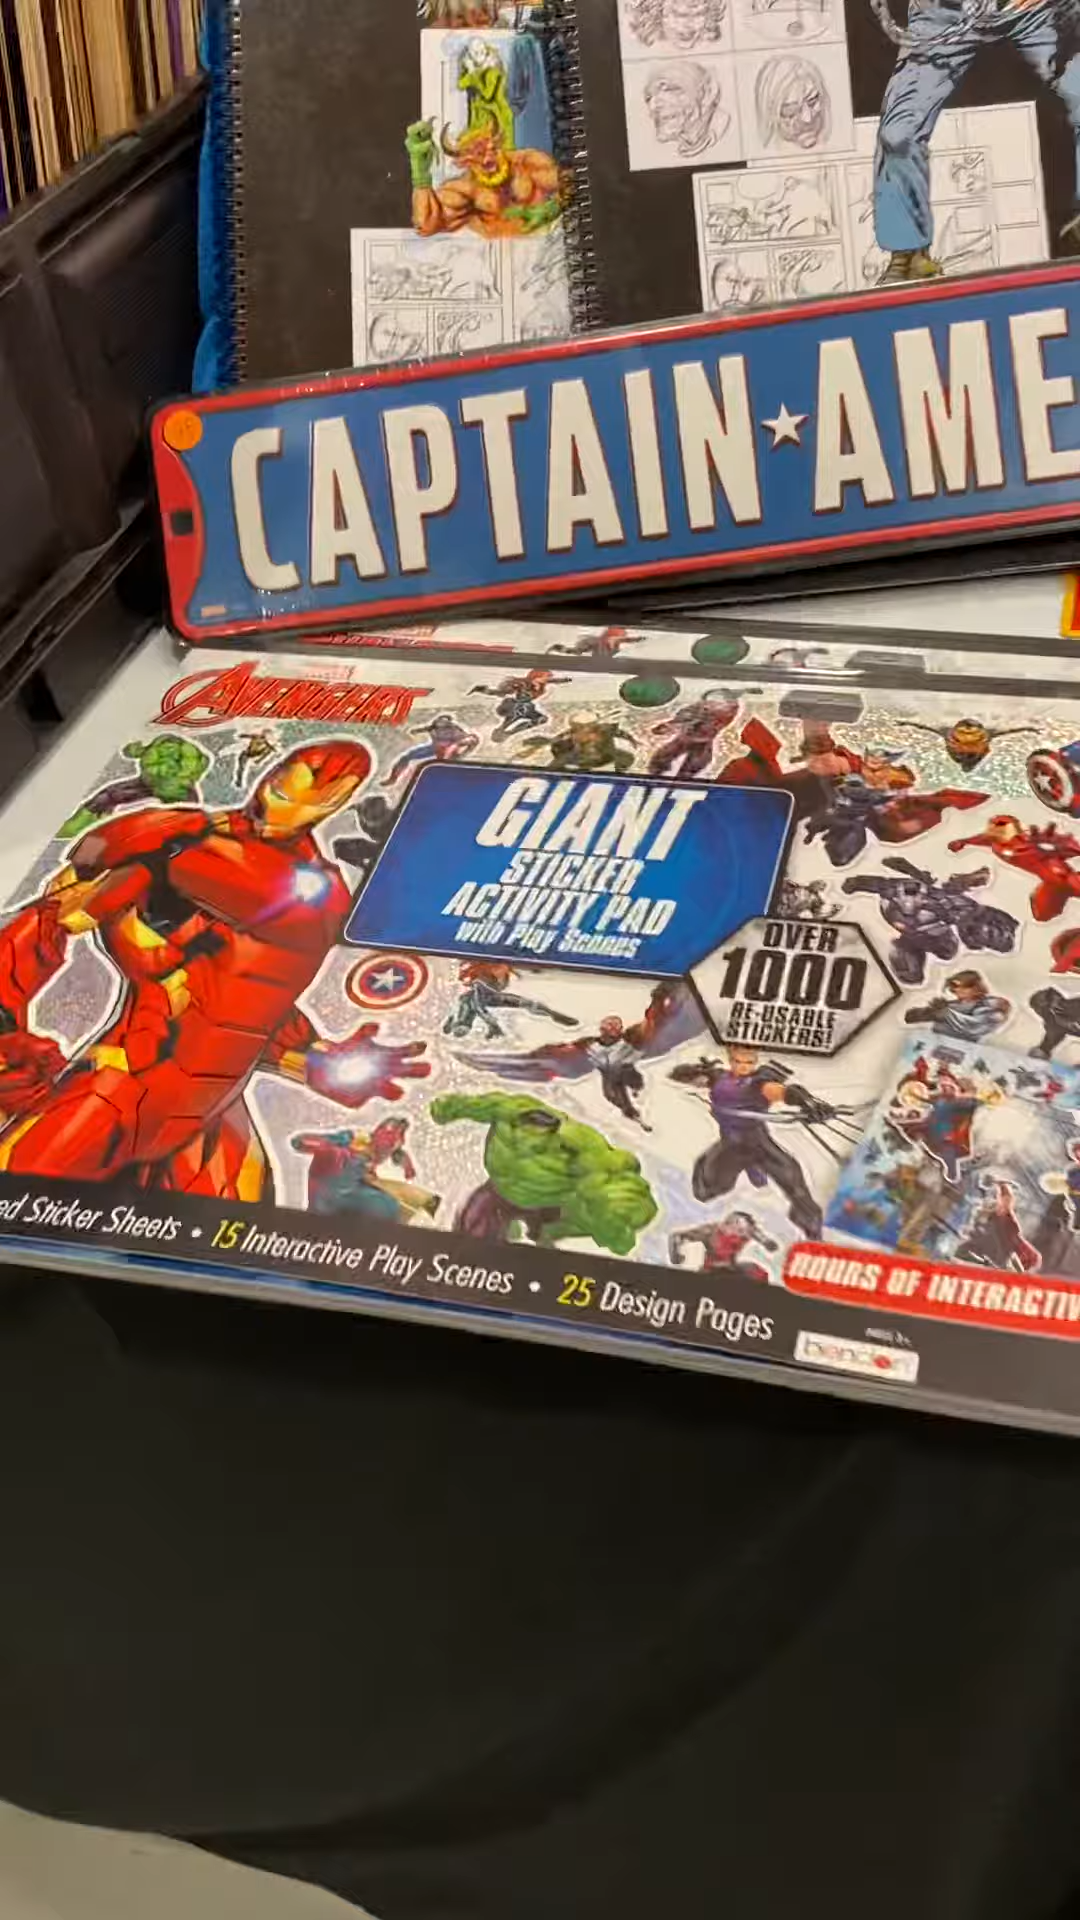 CAPTAIN★AME
AVENGERS
GIANT
STICKER
ACTIVITY PAD
with Play Scenes
OVER
1000
RE-USABLE
STICKERS!
ed Sticker Sheets • 15 Interactive Play Scenes • 25 Design Pages
HOURS OF INTERACTIV
bendon